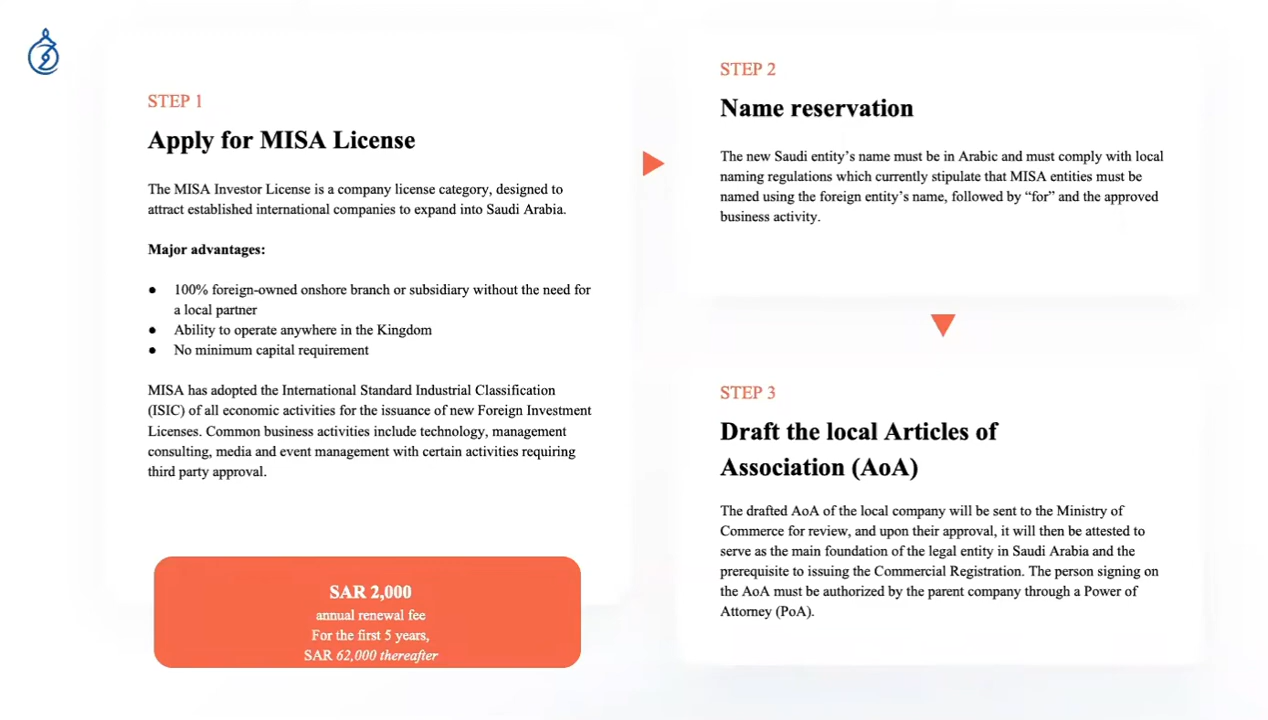 STEP 1
Apply for MISA License
The MISA Investor License is a company license category, designed to
attract established international companies to expand into Saudi Arabia.
Major advantages:
● 100% foreign-owned onshore branch or subsidiary without the need for
a local partner
● Ability to operate anywhere in the Kingdom
● No minimum capital requirement
MISA has adopted the International Standard Industrial Classification
(ISIC) of all economic activities for the issuance of new Foreign Investment
Licenses. Common business activities include technology, management
consulting, media and event management with certain activities requiring
third party approval.
SAR 2,000
annual renewal fee
For the first 5 years,
SAR 62,000 thereafter
STEP 2
Name reservation
The new Saudi entity’s name must be in Arabic and must comply with local
naming regulations which currently stipulate that MISA entities must be
named using the foreign entity’s name, followed by “for” and the approved
business activity.
STEP 3
Draft the local Articles of
Association (AoA)
The drafted AoA of the local company will be sent to the Ministry of
Commerce for review, and upon their approval, it will then be attested to
serve as the main foundation of the legal entity in Saudi Arabia and the
prerequisite to issuing the Commercial Registration. The person signing on
the AoA must be authorized by the parent company through a Power of
Attorney (PoA).